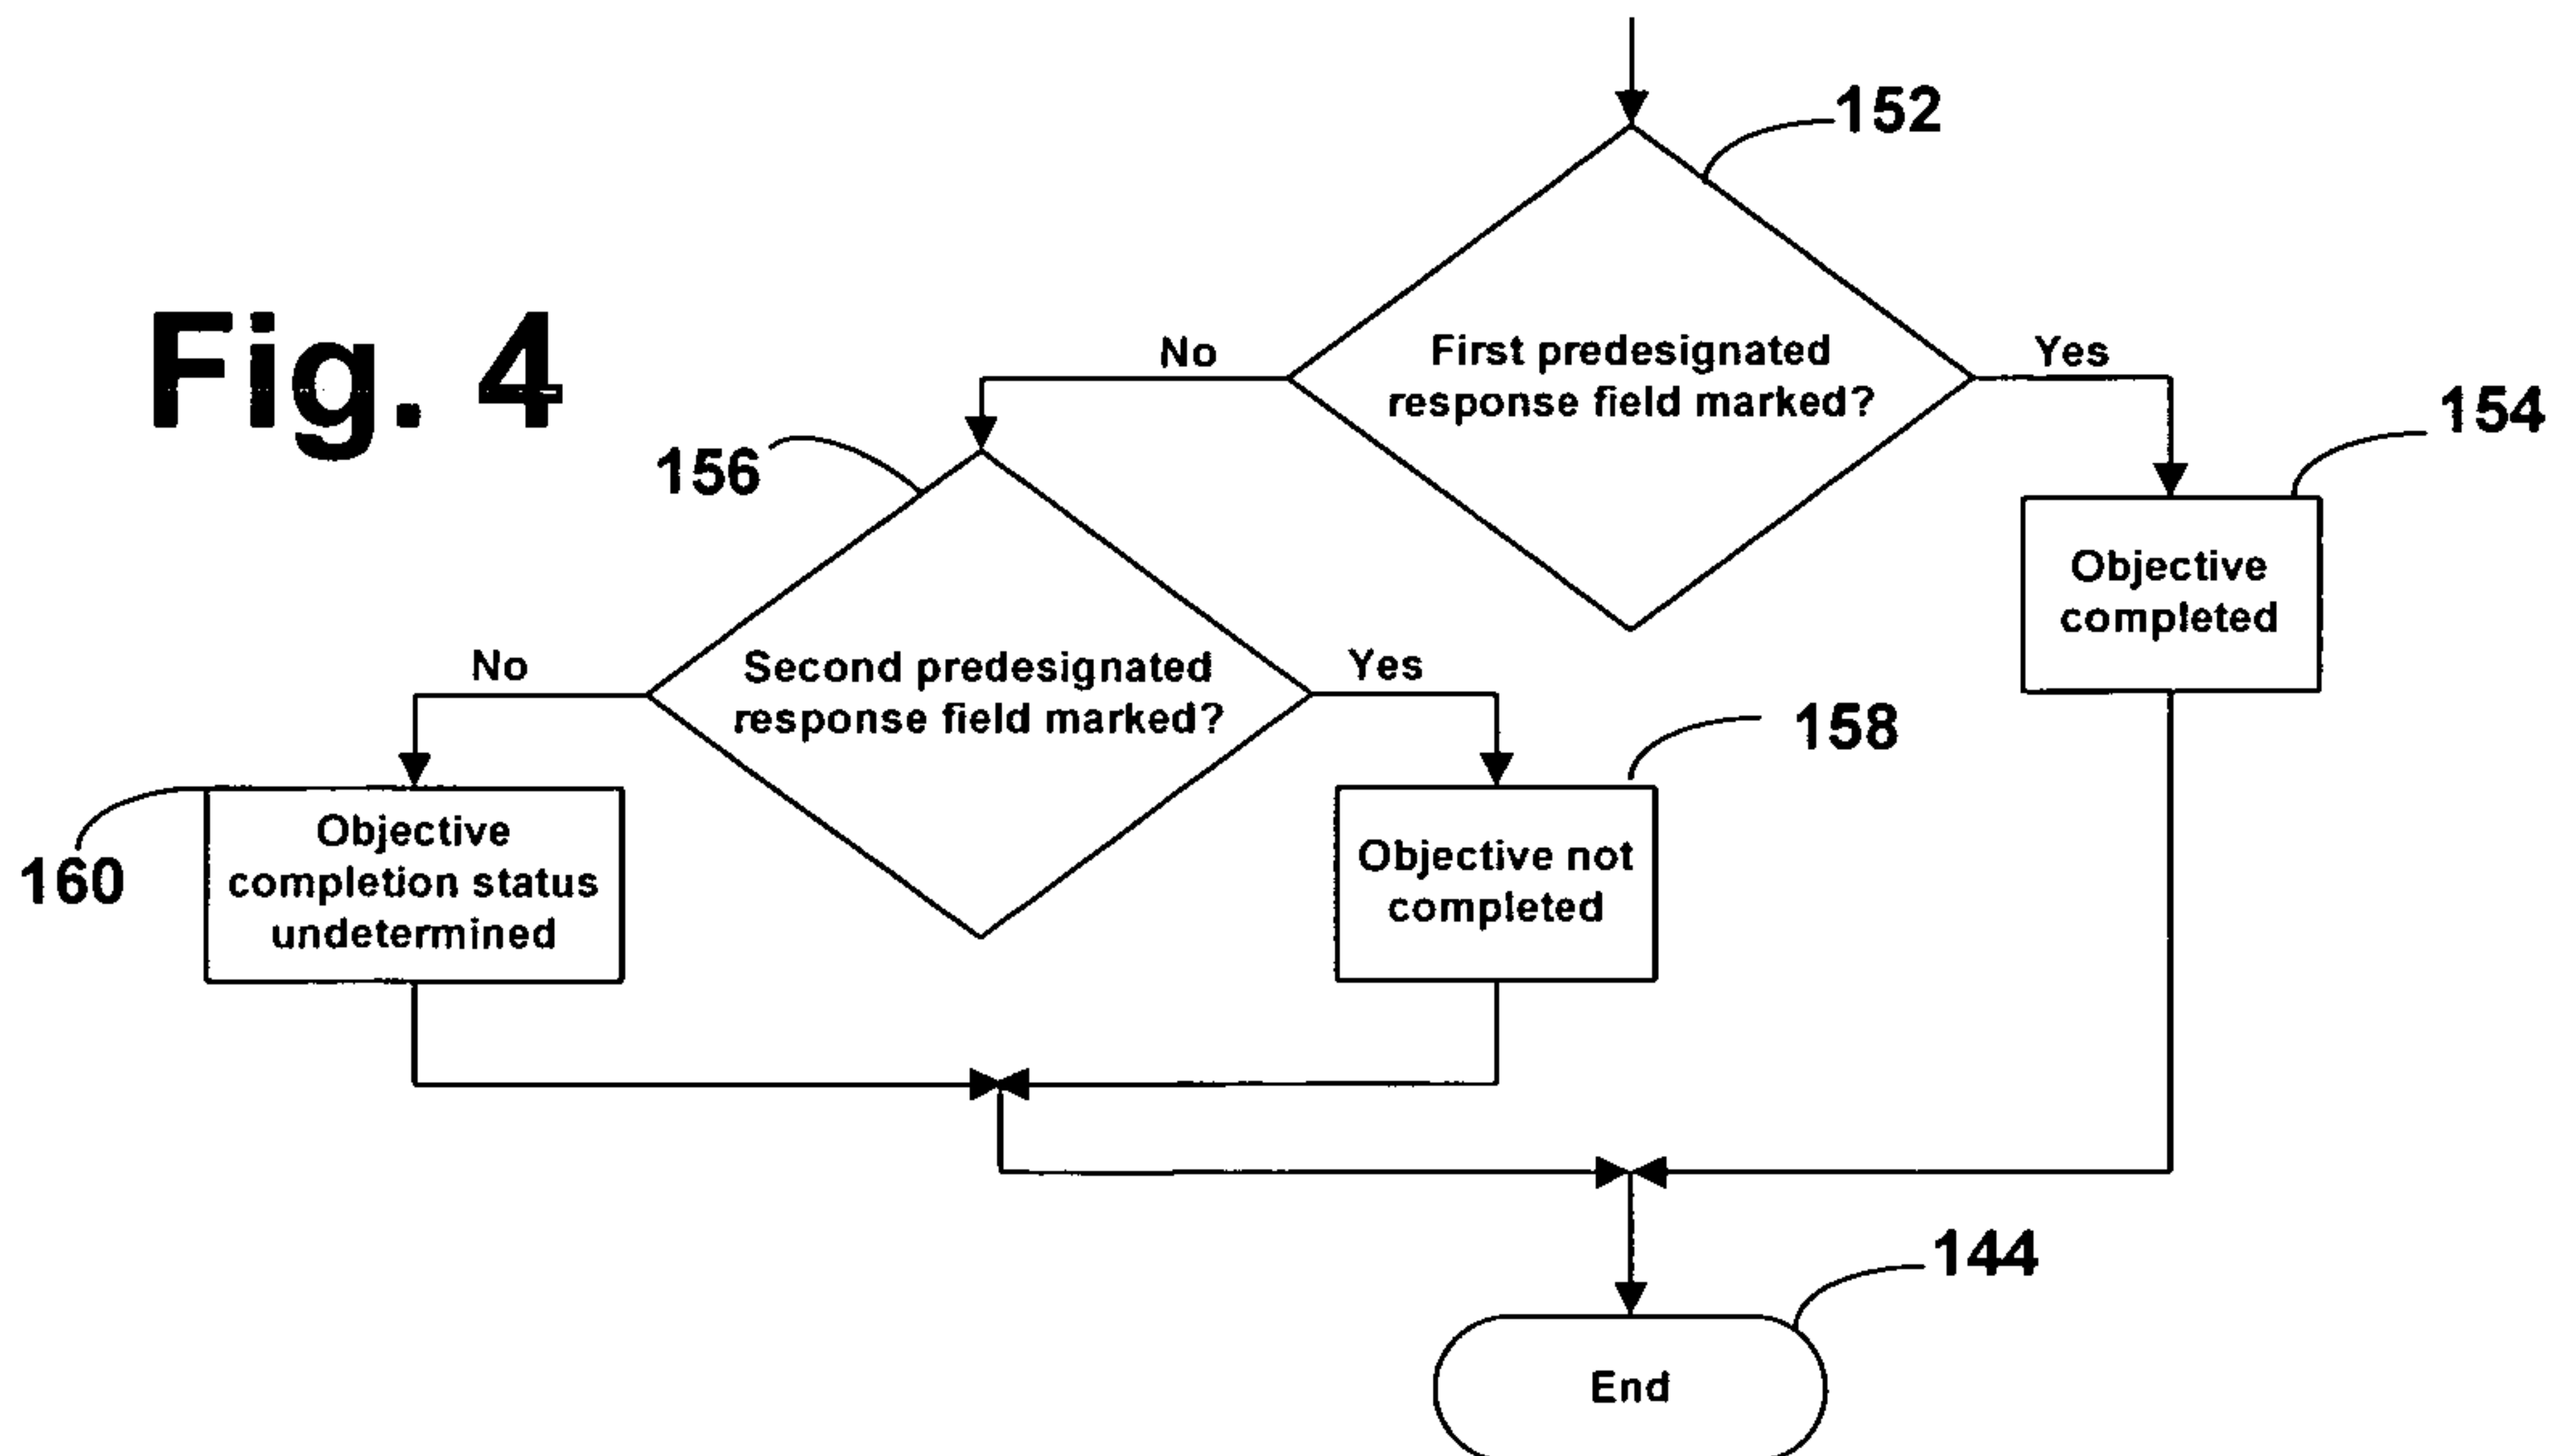 152
No
First predesignated
response field marked?
Yes
Fig. 4
154
156
Objective
completed
No
Second predesignated
response field marked?
Yes
158
160
Objective
completion status
undetermined
Objective not
completed
144
End